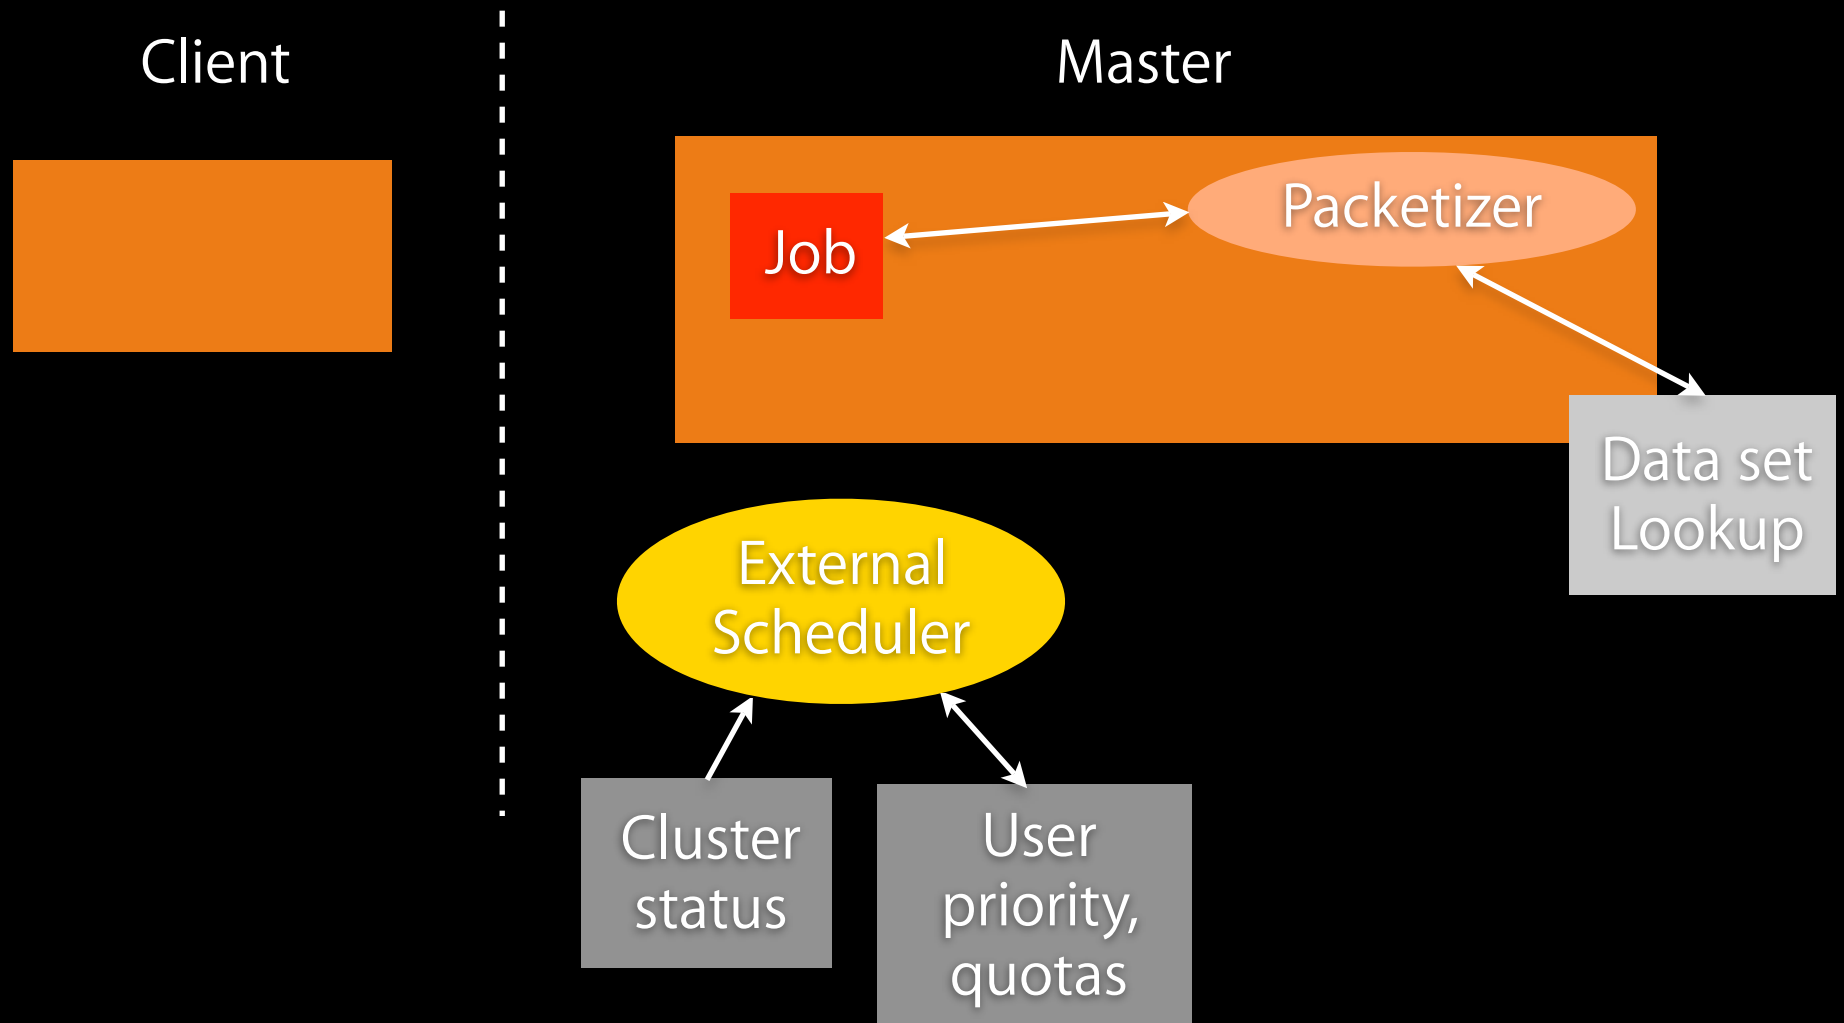 Client
Master
Job
Packetizer
Data set
Lookup
External
Scheduler
Cluster
status
User
priority,
quotas